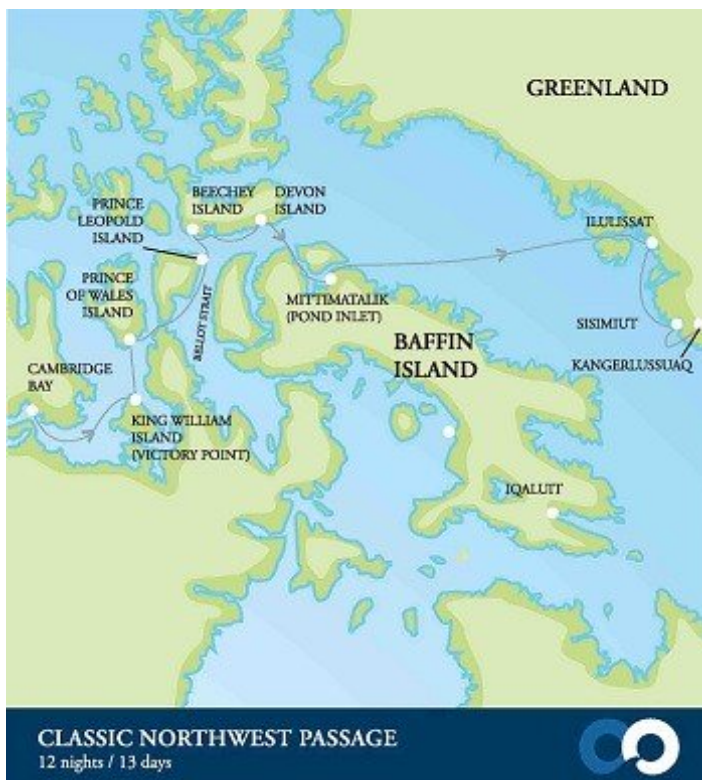 GREENLAND
BEECHEY
ISLAND
DEVON
ISLAND
PRINCE
LEOPOLD
ISLAND
ILULISSAT
PRINCE
OF WALES
ISLAND
BELLOT STRAIT
MITTIMATALIK
(POND INLET)
SISIMIUT
BAFFIN
ISLAND
KANGERLUSSUAQ
CAMBRIDGE
BAY
KING WILLIAM
ISLAND
(VICTORY POINT)
IQALUIT
CLASSIC NORTHWEST PASSAGE
12 nights / 13 days